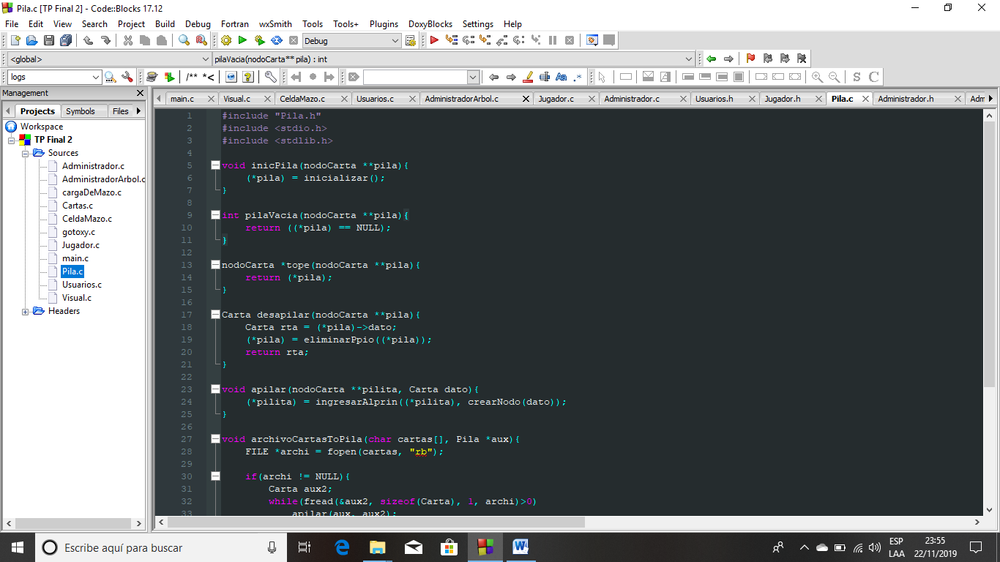 Pila.c [TP Final 2] - Code::Blocks 17.12
File Edit View Search Project Build Debug Fortran wxSmith Tools Tools+ Plugins DoxyBlocks Settings Help
Debug
<global> pilaVacia(nodoCarta** pila) : int
logs /** *< Aa .* S C
Management
main.c Visual.c CeldaMazo.c Usuarios.c AdministradorArbol.c Jugador.c Administrador.c Usuarios.h Jugador.h Pila.c Administrador.h Adm
Projects Symbols Files
Workspace
TP Final 2
Sources
Administrador.c
AdministradorArbol.c
cargaDeMazo.c
Cartas.c
CeldaMazo.c
gotoxy.c
Jugador.c
main.c
Pila.c
Usuarios.c
Visual.c
Headers
1 #include "Pila.h"
2 #include <stdio.h>
3 #include <stdlib.h>
4
5 void inicPila(nodoCarta **pila){
6 (*pila) = inicializar();
7 }
8
9 int pilaVacia(nodoCarta **pila){
10 return ((*pila) == NULL);
11 }
12
13 nodoCarta *tope(nodoCarta **pila){
14 return (*pila);
15 }
16
17 Carta desapilar(nodoCarta **pila){
18 Carta rta = (*pila)->dato;
19 (*pila) = eliminarPpio((*pila));
20 return rta;
21 }
22
23 void apilar(nodoCarta **pilita, Carta dato){
24 (*pilita) = ingresarAlprin((*pilita), crearNodo(dato));
25 }
26
27 void archivoCartasToPila(char cartas[], Pila *aux){
28 FILE *archi = fopen(cartas, "rb");
29
30 if(archi != NULL){
31 Carta aux2;
32 while(fread(&aux2, sizeof(Carta), 1, archi)>0)
33 apilar(aux, aux2);
Escribe aquí para buscar
ESP
LAA
23:55
22/11/2019